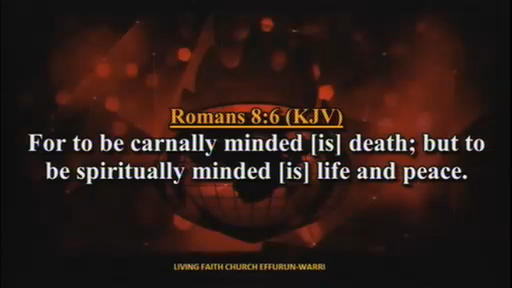 Romans 8:6 (KJV)
For to be carnally minded [is] death; but to
be spiritually minded [is] life and peace.
LIVING FAITH CHURCH EFFURUN-WARRI